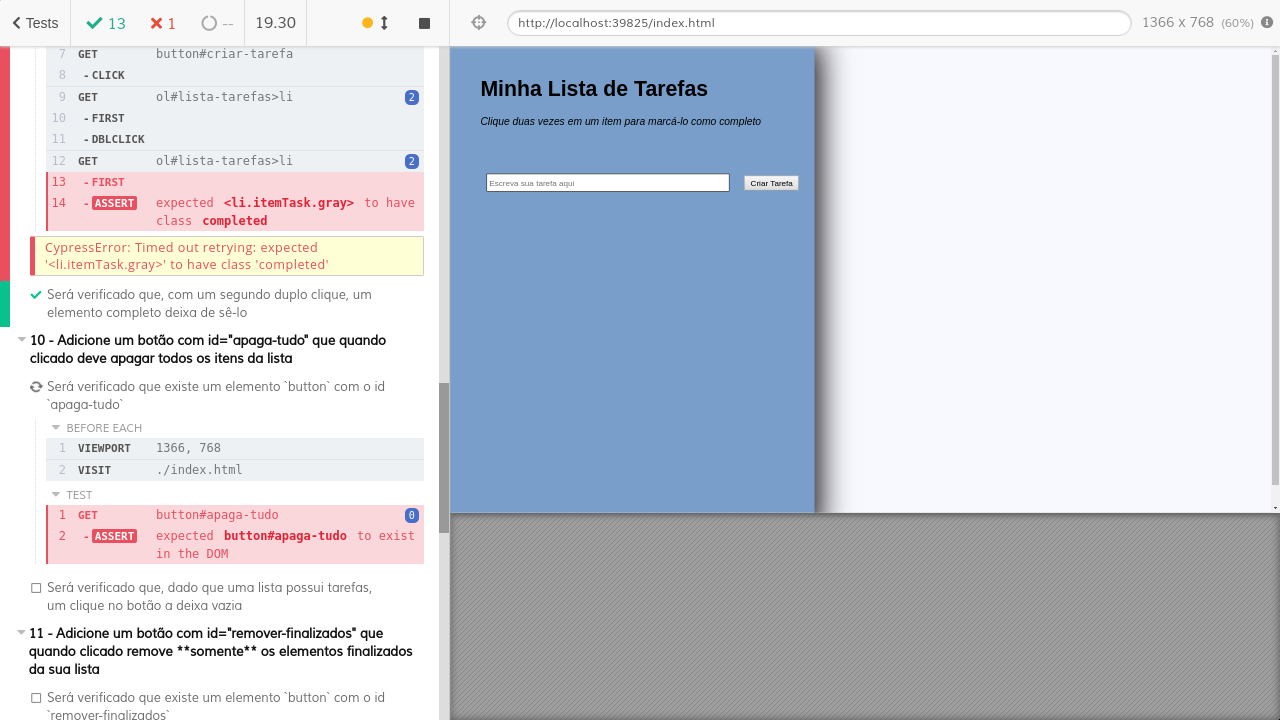 Tests
13
1
--
19.30
http://localhost:39825/index.html
1366 x 768 (60%)
7 GET button#criar-tarefa
8 -CLICK
9 GET ol#lista-tarefas>li 2
10 -FIRST
11 -DBLCLICK
12 GET ol#lista-tarefas>li 2
13 -FIRST
14 -ASSERT expected <li.itemTask.gray> to have
class completed
CypressError: Timed out retrying: expected
'<li.itemTask.gray>' to have class 'completed'
Será verificado que, com um segundo duplo clique, um
elemento completo deixa de sê-lo
10 - Adicione um botão com id="apaga-tudo" que quando
clicado deve apagar todos os itens da lista
Será verificado que existe um elemento `button` com o id
`apaga-tudo`
BEFORE EACH
1 VIEWPORT 1366, 768
2 VISIT ./index.html
TEST
1 GET button#apaga-tudo 0
2 -ASSERT expected button#apaga-tudo to exist
in the DOM
Será verificado que, dado que uma lista possui tarefas,
um clique no botão a deixa vazia
11 - Adicione um botão com id="remover-finalizados" que
quando clicado remove **somente** os elementos finalizados
da sua lista
Será verificado que existe um elemento `button` com o id
`remover-finalizados`
Minha Lista de Tarefas
Clique duas vezes em um item para marcá-lo como completo
Escreva sua tarefa aqui
Criar Tarefa